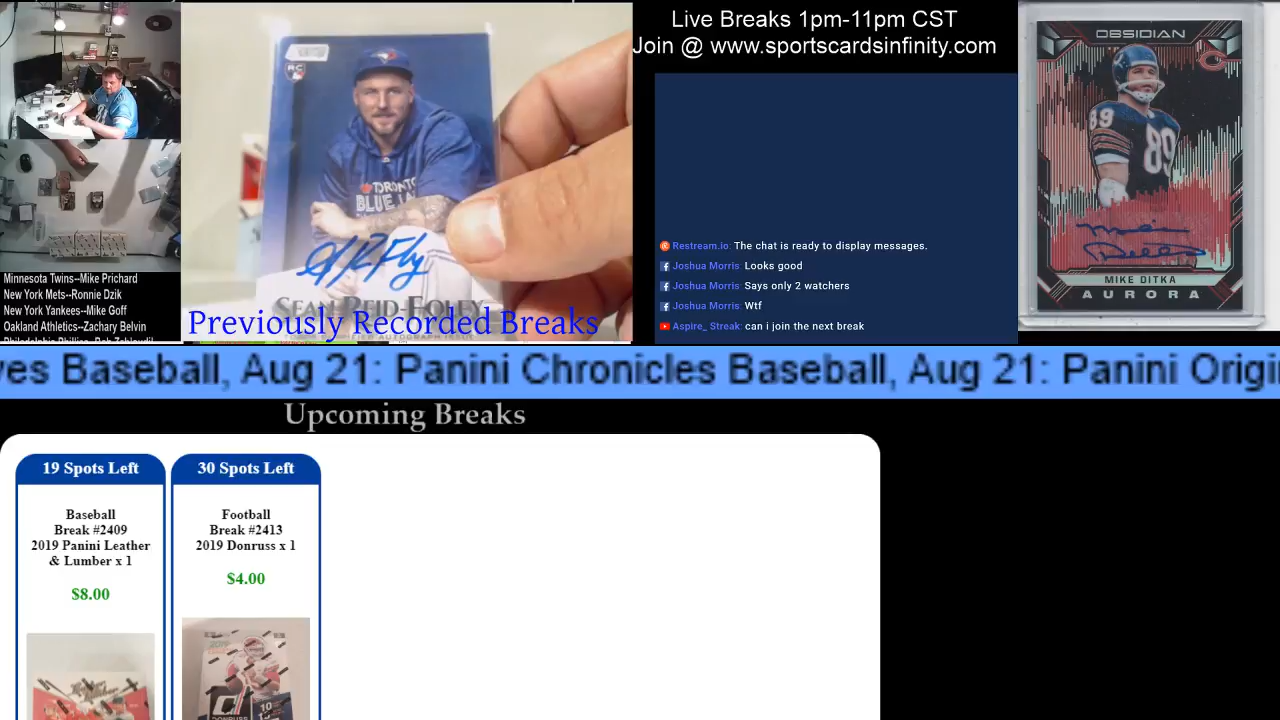 Live Breaks 1pm-11pm CST
Join @ www.sportscardsinfinity.com
Minnesota Twins--Mike Prichard
New York Mets--Ronnie Dzik
New York Yankees--Mike Goff
Oakland Athletics--Zachary Belvin
RC
TORONTO
BLUE JA
SEAN REID-FOLEY
Previously Recorded Breaks
Restream.io: The chat is ready to display messages.
Joshua Morris: Looks good
Joshua Morris: Says only 2 watchers
Joshua Morris: Wtf
Aspire_ Streak: can i join the next break
OBSIDIAN
89
89
MIKE DITKA
AURORA
ves Baseball, Aug 21: Panini Chronicles Baseball, Aug 21: Panini Origi
Upcoming Breaks
19 Spots Left
Baseball
Break #2409
2019 Panini Leather
& Lumber x 1
$8.00
30 Spots Left
Football
Break #2413
2019 Donruss x 1
$4.00
DONRUSS
10